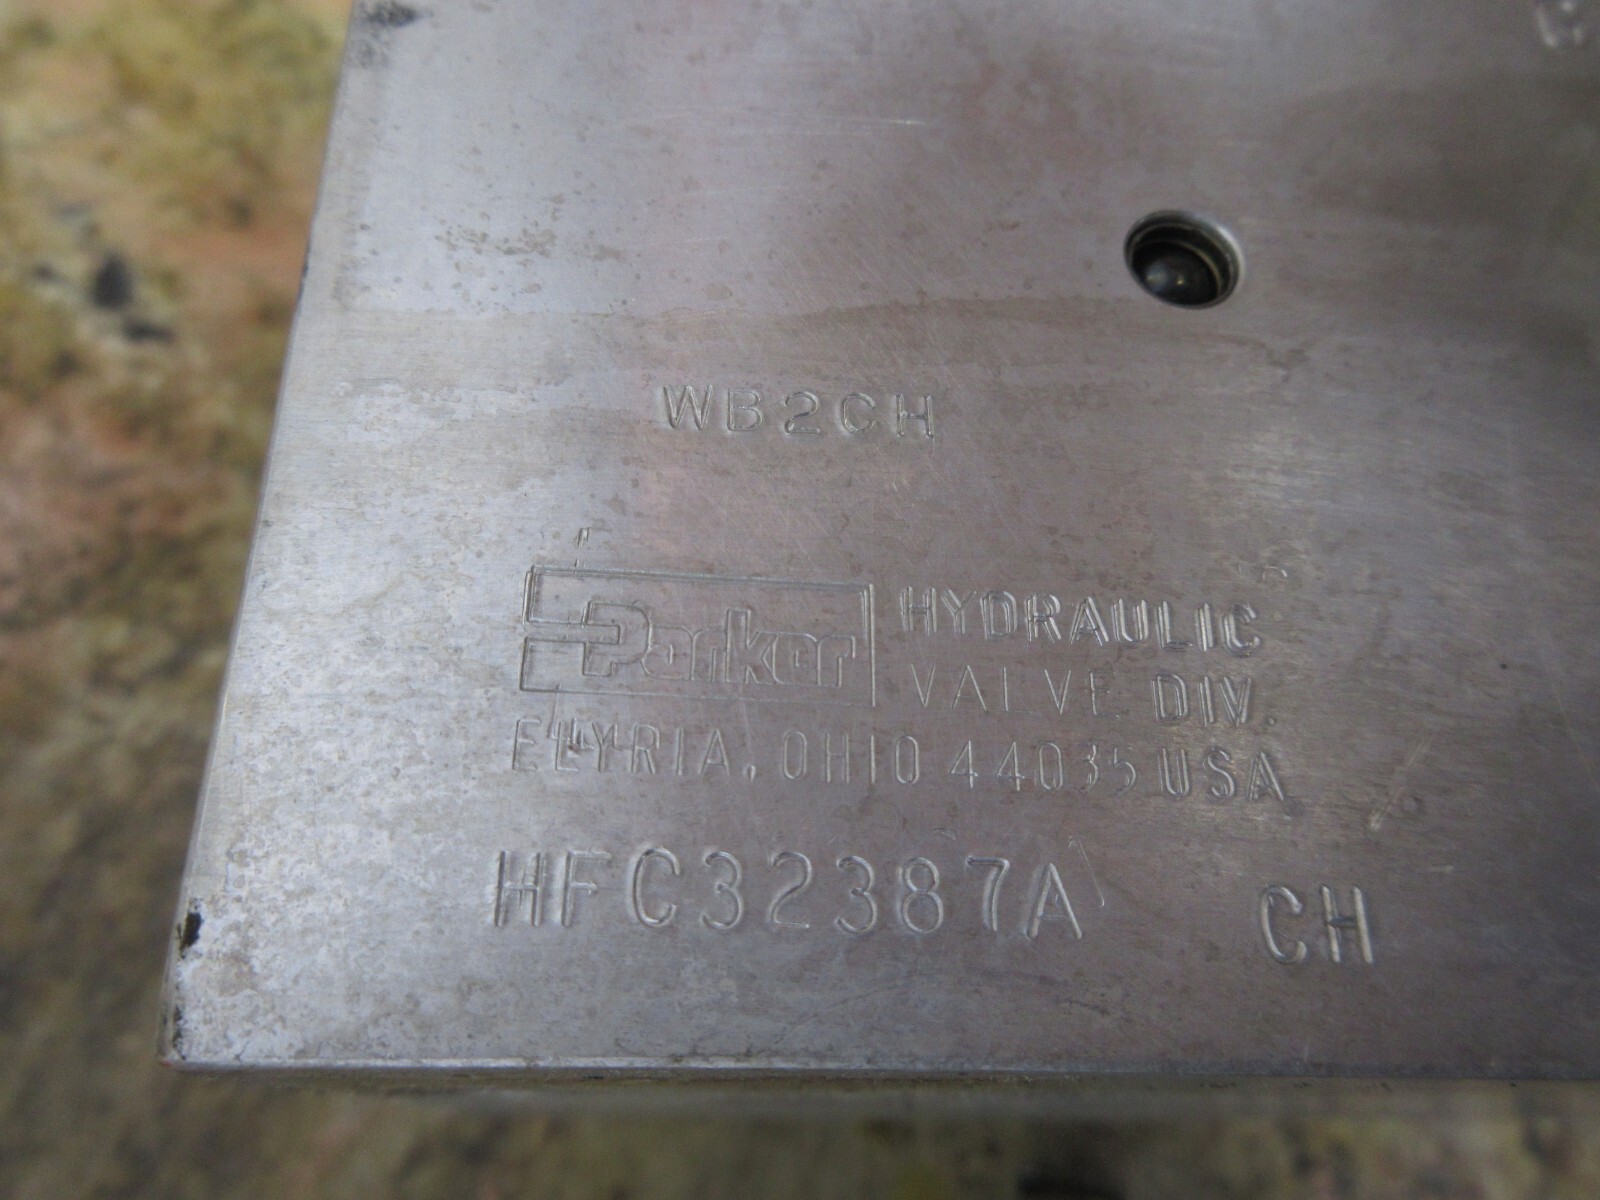 WB2CH
Parker HYDRAULIC
VALVE DIV.
ELYRIA, OHIO 44035 USA
HFC32387A CH